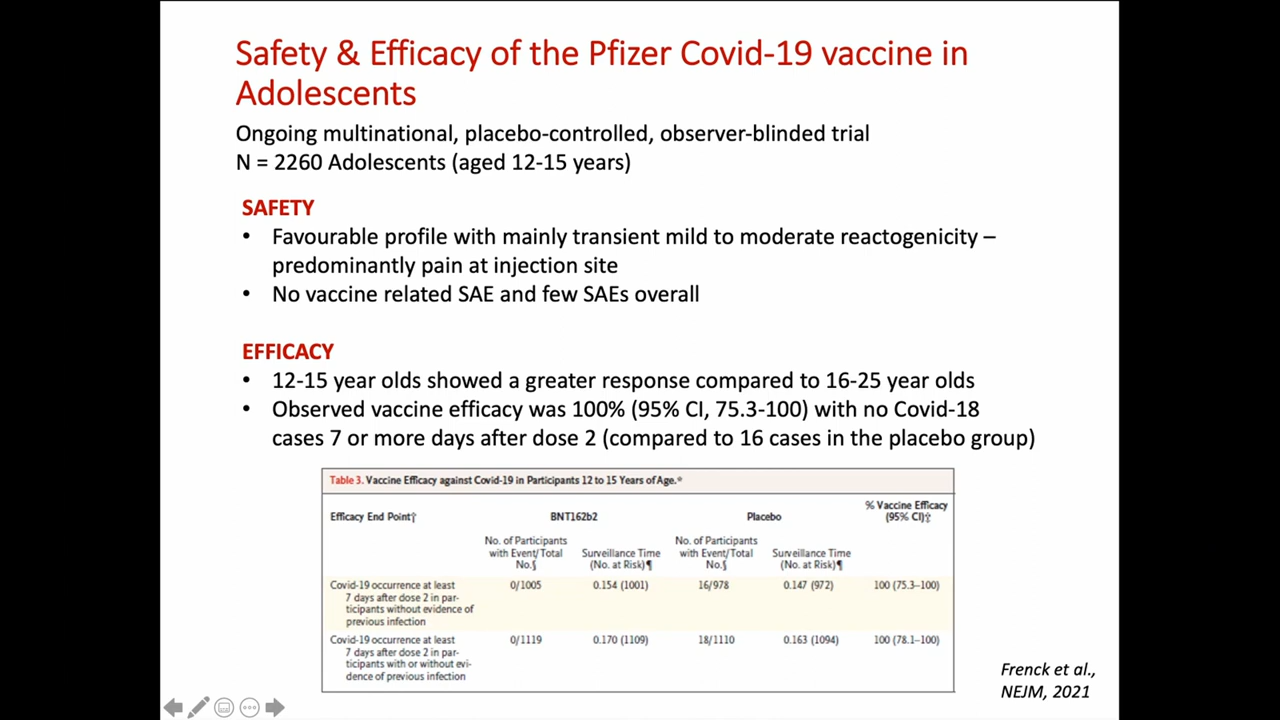 Safety & Efficacy of the Pfizer Covid-19 vaccine in
Adolescents
Ongoing multinational, placebo-controlled, observer-blinded trial
N = 2260 Adolescents (aged 12-15 years)
SAFETY
• Favourable profile with mainly transient mild to moderate reactogenicity –
predominantly pain at injection site
• No vaccine related SAE and few SAEs overall
EFFICACY
• 12-15 year olds showed a greater response compared to 16-25 year olds
• Observed vaccine efficacy was 100% (95% CI, 75.3-100) with no Covid-18
cases 7 or more days after dose 2 (compared to 16 cases in the placebo group)
Table 3. Vaccine Efficacy against Covid-19 in Participants 12 to 15 Years of Age.*
% Vaccine Efficacy
Efficacy End Point† BNT162b2 Placebo (95% CI)‡
No. of Participants No. of Participants
with Event/Total Surveillance Time with Event/Total Surveillance Time
No.§ (No. at Risk)¶ No.§ (No. at Risk)¶
Covid-19 occurrence at least 0/1005 0.154 (1001) 16/978 0.147 (972) 100 (75.3–100)
7 days after dose 2 in par-
ticipants without evidence of
previous infection
Covid-19 occurrence at least 0/1119 0.170 (1109) 18/1110 0.163 (1094) 100 (78.1–100)
7 days after dose 2 in par-
ticipants with or without evi-
dence of previous infection
Frenck et al.,
NEJM, 2021